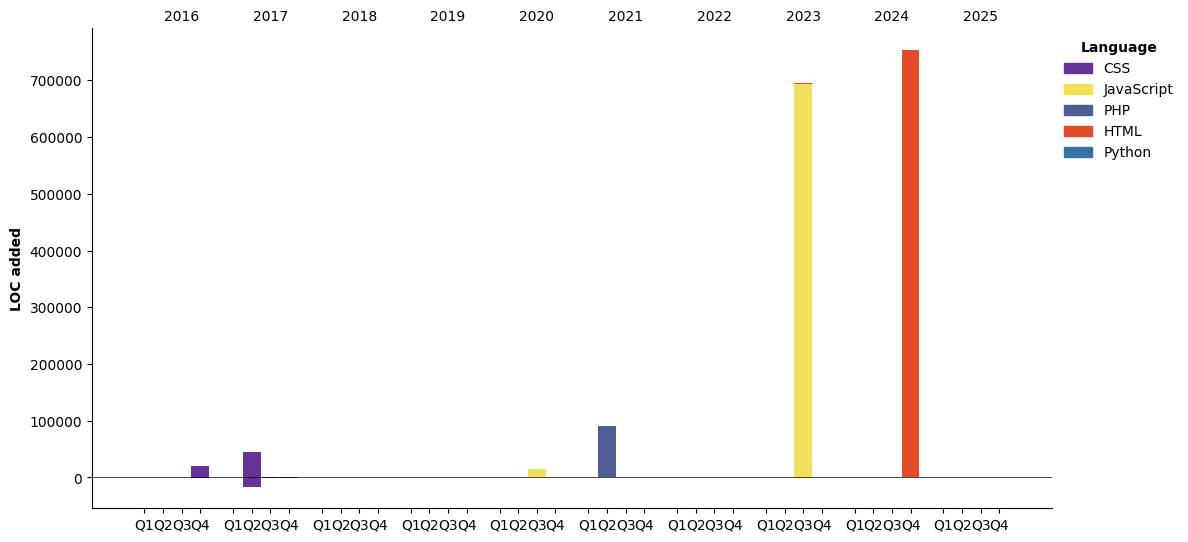 2016 2017 2018 2019 2020 2021 2022 2023 2024 2025
Language
CSS
JavaScript
PHP
HTML
Python
LOC added
700000
600000
500000
400000
300000
200000
100000
0
Q1Q2Q3Q4 Q1Q2Q3Q4 Q1Q2Q3Q4 Q1Q2Q3Q4 Q1Q2Q3Q4 Q1Q2Q3Q4 Q1Q2Q3Q4 Q1Q2Q3Q4 Q1Q2Q3Q4 Q1Q2Q3Q4